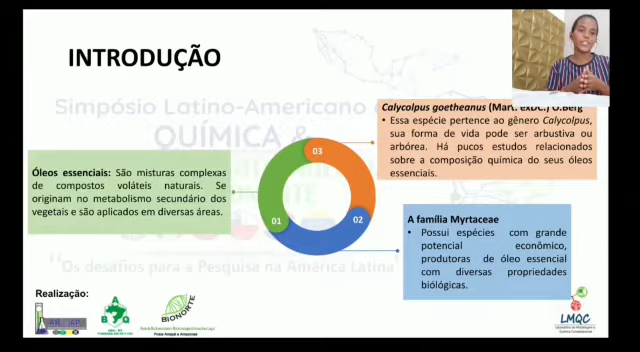 INTRODUÇÃO
Simpósio Latino-Americano
QUÍMICA &
Calycolpus goetheanus (Mart. exDC.) O.Berg
• Essa espécie pertence ao gênero Calycolpus,
sua forma de vida pode ser arbustiva ou
arbórea. Há pucos estudos relacionados
sobre a composição química do seus óleos
essenciais.
03
Óleos essenciais: São misturas complexas
de compostos voláteis naturais. Se
originam no metabolismo secundário dos
vegetais e são aplicados em diversas áreas.
01
02
A família Myrtaceae
• Possui espécies com grande
potencial econômico,
produtoras de óleo essencial
com diversas propriedades
biológicas.
"Os desafios para a Pesquisa na América Latina"
Realização:
ABQ
BIONORTE
LMQC